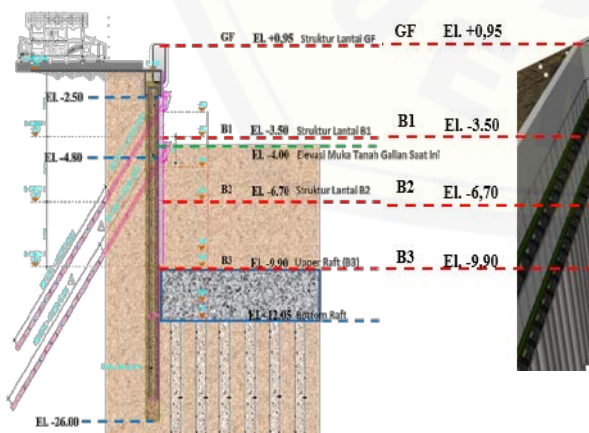 GF El. +0,95 Struktur Lantai GF
GF El. +0,95
EL -2.50
B1 EL -3.50 Struktur Lantai B1
B1 El. -3.50
EL -4.80
EL -4.00 Elevasi Muka Tanah Galian Saat Ini
B2 EL -6.70 Struktur Lantai B2
B2 El. -6,70
B3 EL -9.90 Upper Raft (B3)
B3 El. -9,90
EL -12.05 Bottom Raft
EL -26.00